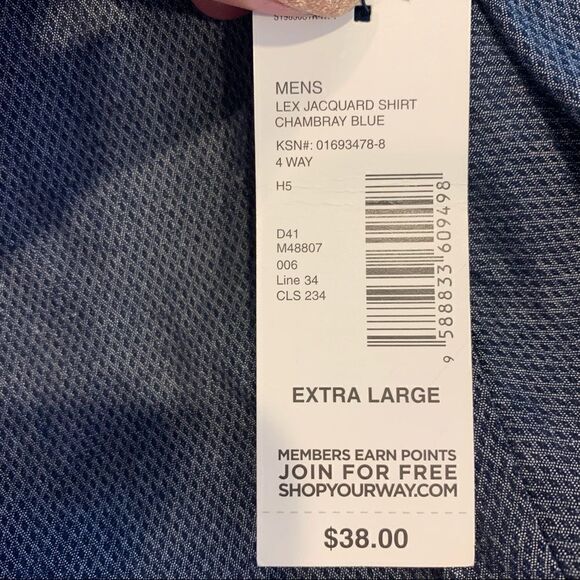 MENS
LEX JACQUARD SHIRT
CHAMBRAY BLUE
KSN#: 01693478-8
4 WAY
H5
D41
M48807
006
Line 34
CLS 234
9 588833 609498
EXTRA LARGE
MEMBERS EARN POINTS
JOIN FOR FREE
SHOPYOURWAY.COM
$38.00